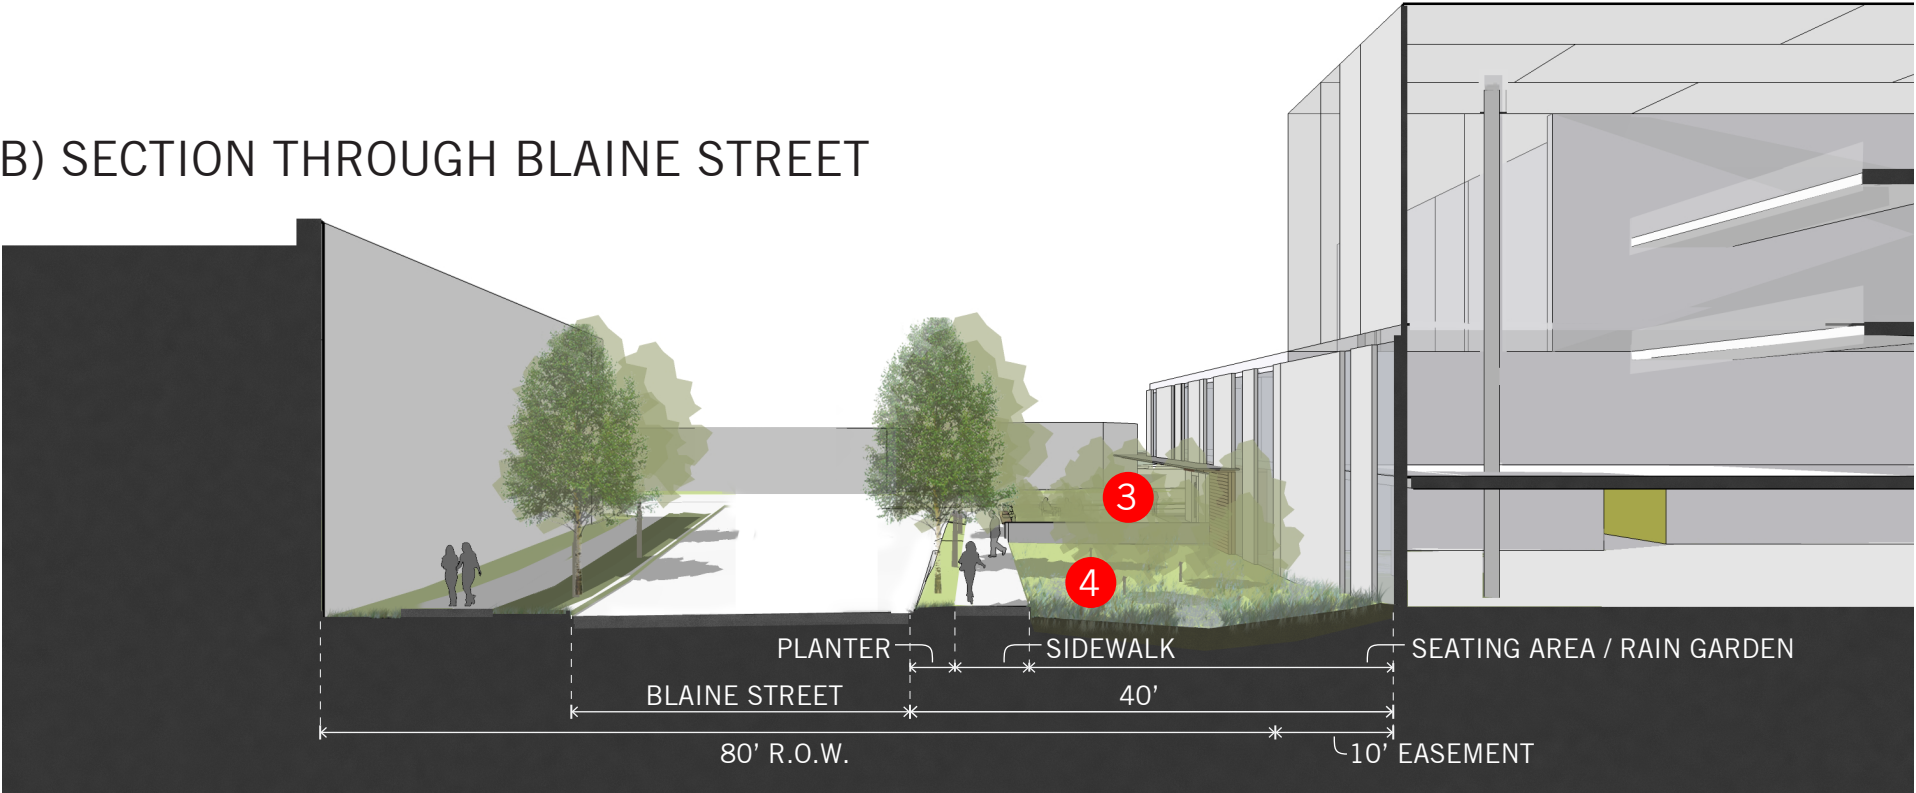 B) SECTION THROUGH BLAINE STREET
3
4
PLANTER
SIDEWALK
SEATING AREA / RAIN GARDEN
BLAINE STREET
40'
80' R.O.W.
10' EASEMENT